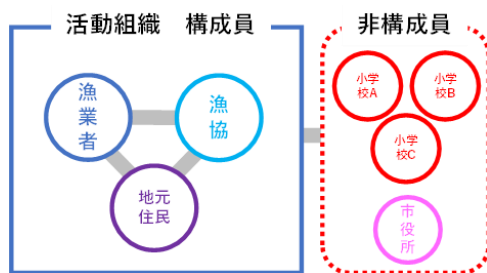 活動組織　構成員
非構成員
漁
業
者
漁
協
地元
住民
小学
校A
小学
校B
小学
校C
市
役
所